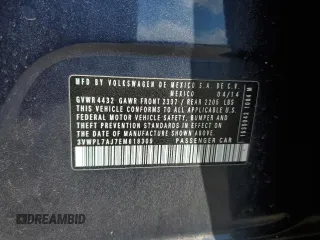 MFD. BY VOLKSWAGEN DE MEXICO S.A. DE C.V.
MEXICO 04/14
GVWR 4432 GAWR FRONT 2337 / REAR 2205 LBS
THIS VEHICLE CONFORMS TO ALL APPLICABLE
FEDERAL MOTOR VEHICLE SAFETY, BUMPER AND
THEFT PREVENTION STANDARDS IN EFFECT ON THE
DATE OF MANUFACTURE SHOWN ABOVE.
3VWPL7AJ7EM618309 PASSENGER CAR
DREAMBID